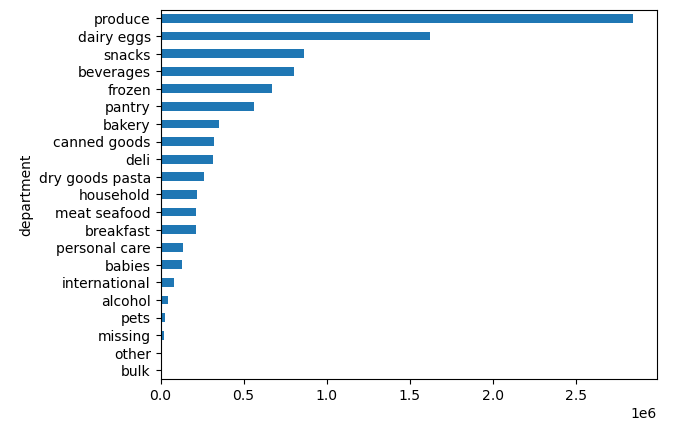 produce
dairy eggs
snacks
beverages
frozen
pantry
bakery
canned goods
deli
dry goods pasta
household
meat seafood
breakfast
personal care
babies
international
alcohol
pets
missing
other
bulk
department
0.0 0.5 1.0 1.5 2.0 2.5
1e6